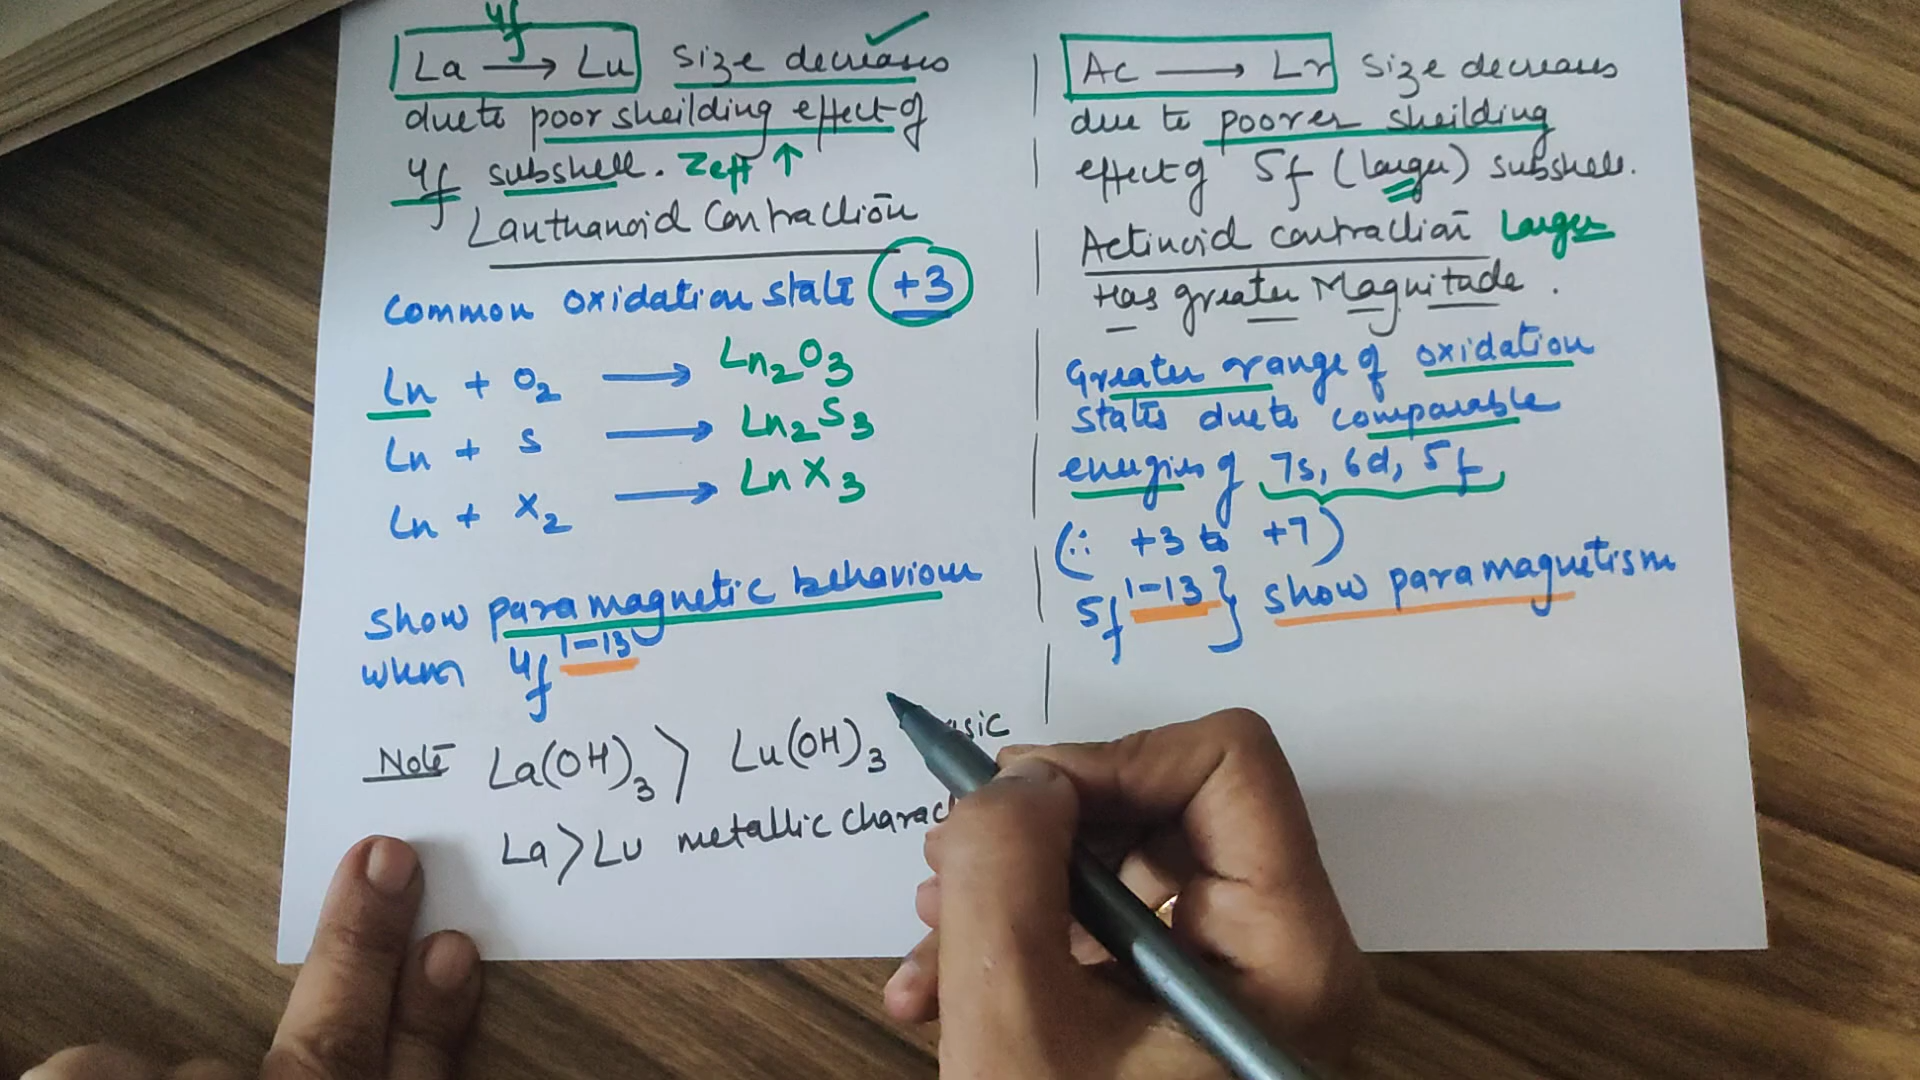 4f
La → Lu size decreases
due to poor sheilding effect of
4f subshell. Zeff ↑
Lanthanoid Contraction
Common oxidation state +3
Ln + O2 → Ln2O3
Ln + S → Ln2S3
Ln + X2 → LnX3
Show paramagnetic behaviour
when 4f 1-13
Note La(OH)3 > Lu(OH)3
La > Lu metallic
Ac → Lr size decreases
due to poorer sheilding
effect of 5f (larger) subshell.
Actinoid contraction Larger
Has greater Magnitude.
Greater range of oxidation
states due to comparable
energies of 7s, 6d, 5f
(∵ +3 to +7)
5f 1-13 } show paramagnetism